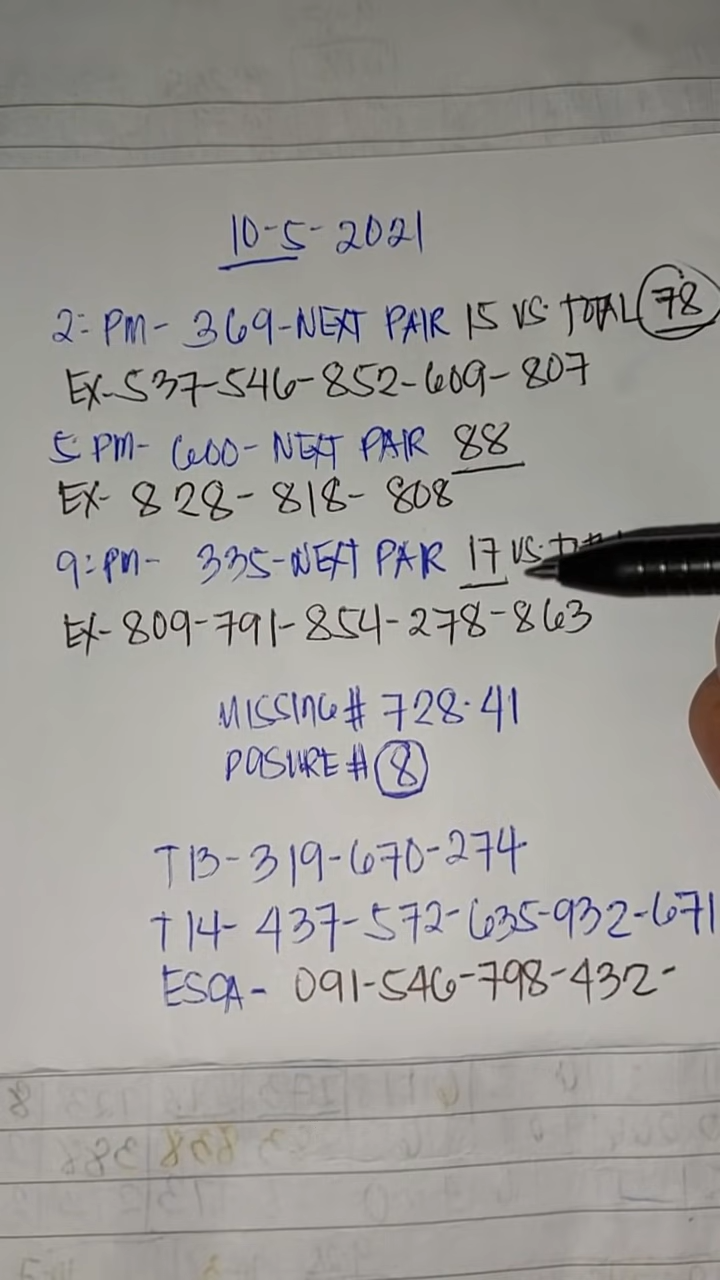 10-5-2021
2:PM- 369-NEXT PAIR 15 VS TOTAL 78
EX-537-546-852-609-807
5 PM- 600- NEXT PAIR 88
EX- 828-818-808
9:PM- 335-NEXT PAIR 17 VS
EX-809-791-854-278-863
MISSING# 728.41
PASURE# 8
T13-319-670-274
T14-437-572-635-932-671
ESCA- 091-546-798-432-